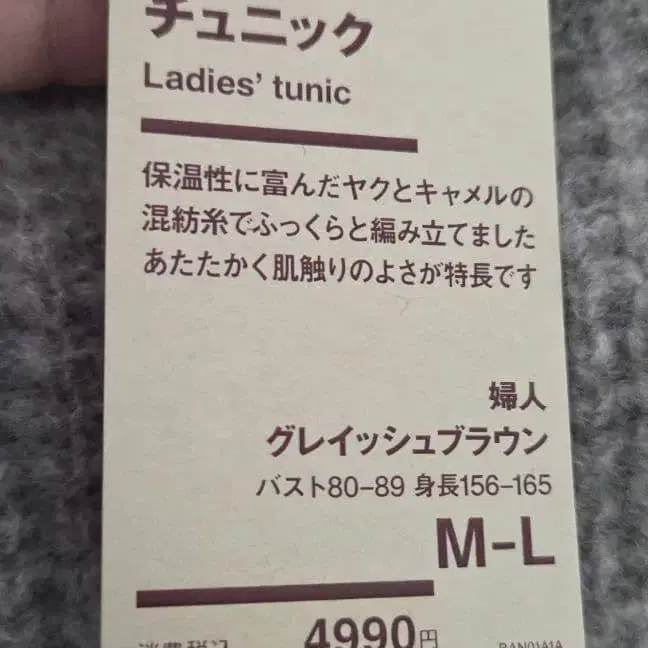 チュニック
Ladies' tunic
保温性に富んだヤクとキャメルの
混紡糸でふっくらと編み立てました
あたたかく肌触りのよさが特長です
婦人
グレイッシュブラウン
バスト80-89 身長156-165
M-L
消費税込 4990円